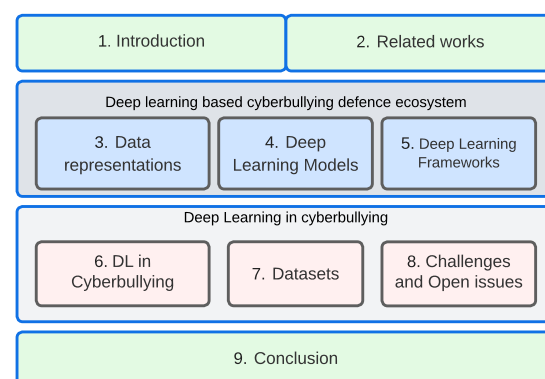 1. Introduction
2. Related works
Deep learning based cyberbullying defence ecosystem
3. Data
representations
4. Deep
Learning Models
5. Deep Learning
Frameworks
Deep Learning in cyberbullying
6. DL in
Cyberbullying
7. Datasets
8. Challenges
and Open issues
9. Conclusion